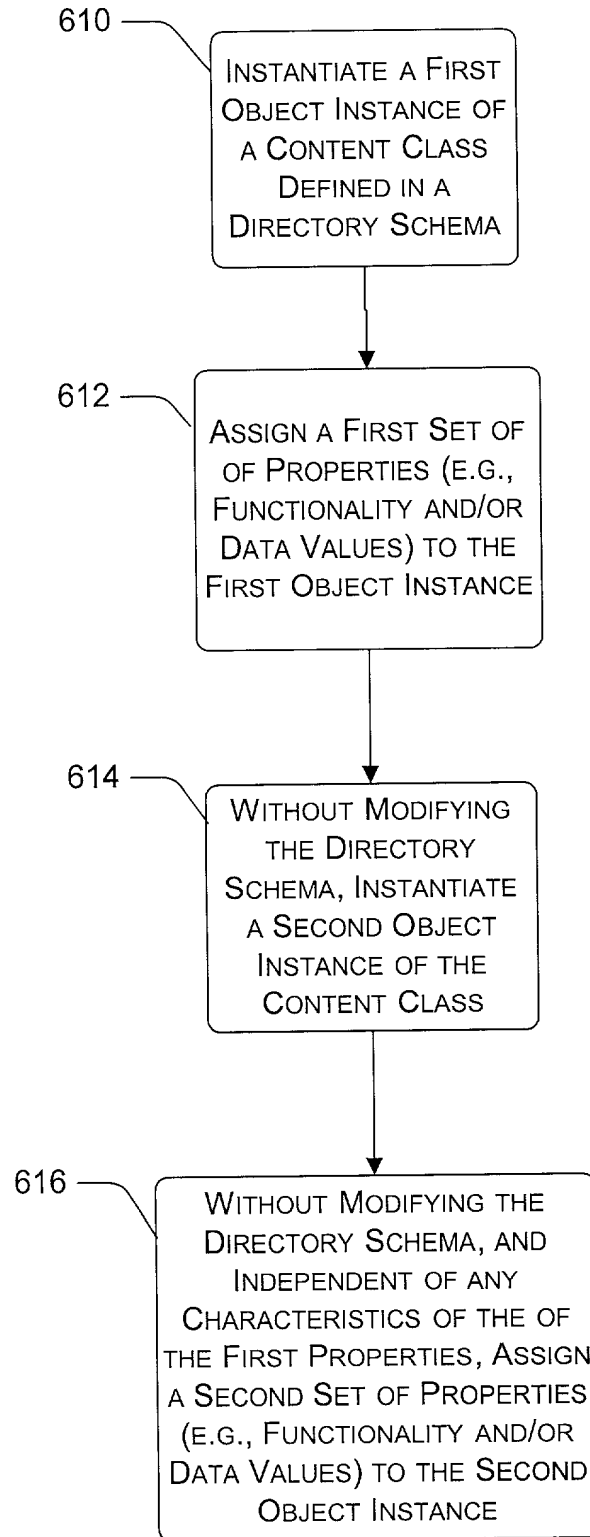 610
INSTANTIATE A FIRST
OBJECT INSTANCE OF
A CONTENT CLASS
DEFINED IN A
DIRECTORY SCHEMA
612
ASSIGN A FIRST SET OF
OF PROPERTIES (E.G.,
FUNCTIONALITY AND/OR
DATA VALUES) TO THE
FIRST OBJECT INSTANCE
614
WITHOUT MODIFYING
THE DIRECTORY
SCHEMA, INSTANTIATE
A SECOND OBJECT
INSTANCE OF THE
CONTENT CLASS
616
WITHOUT MODIFYING THE
DIRECTORY SCHEMA, AND
INDEPENDENT OF ANY
CHARACTERISTICS OF THE OF
THE FIRST PROPERTIES, ASSIGN
A SECOND SET OF PROPERTIES
(E.G., FUNCTIONALITY AND/OR
DATA VALUES) TO THE SECOND
OBJECT INSTANCE